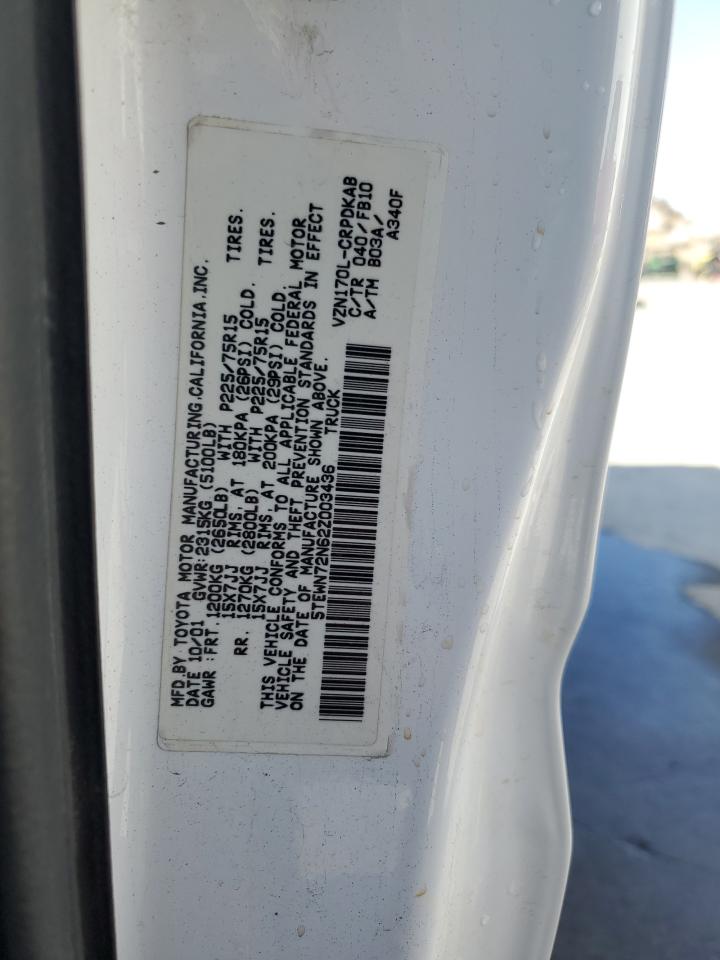 MFD.BY TOYOTA MOTOR MANUFACTURING.CALIFORNIA.INC.
DATE 10/01 GVWR:2315KG (5100LB)
GAWR :FRT.1200KG (2650LB) WITH P225/75R15 TIRES.
15X7JJ RIMS. AT 180KPA (26PSI) COLD.
RR. 1270KG (2800LB) WITH P225/75R15 TIRES.
15X7JJ RIMS. AT 200KPA (29PSI) COLD.
THIS VEHICLE CONFORMS TO ALL APPLICABLE FEDERAL MOTOR
VEHICLE SAFETY AND THEFT PREVENTION STANDARDS IN EFFECT
ON THE DATE OF MANUFACTURE SHOWN ABOVE.
5TEWN72N62Z003436 TRUCK
VZN170L-CRPDKAB
C/TR 040/FB10
A/TM B03A/
A340F